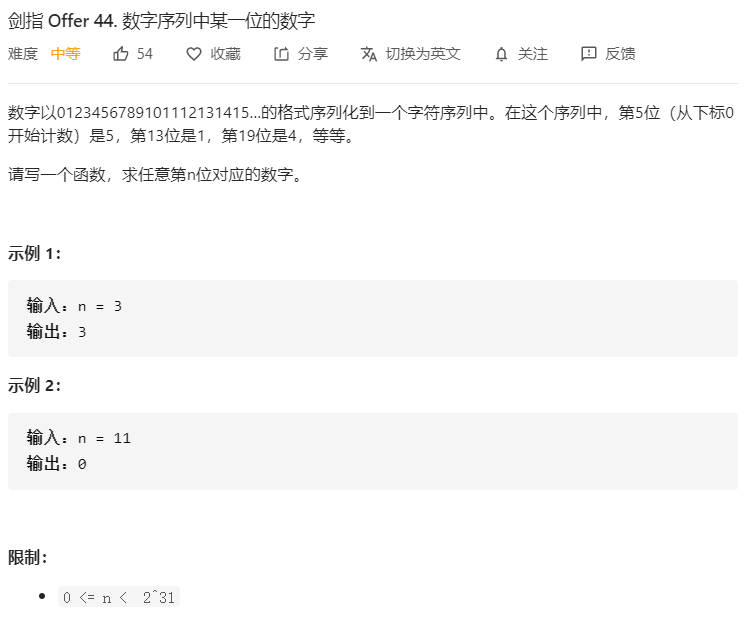 剑指 Offer 44. 数字序列中某一位的数字
难度 中等 54 收藏 分享 切换为英文 关注 反馈
数字以0123456789101112131415…的格式序列化到一个字符序列中。在这个序列中，第5位（从下标0
开始计数）是5，第13位是1，第19位是4，等等。
请写一个函数，求任意第n位对应的数字。
示例 1：
输入：n = 3
输出：3
示例 2：
输入：n = 11
输出：0
限制：
0 <= n < 2^31